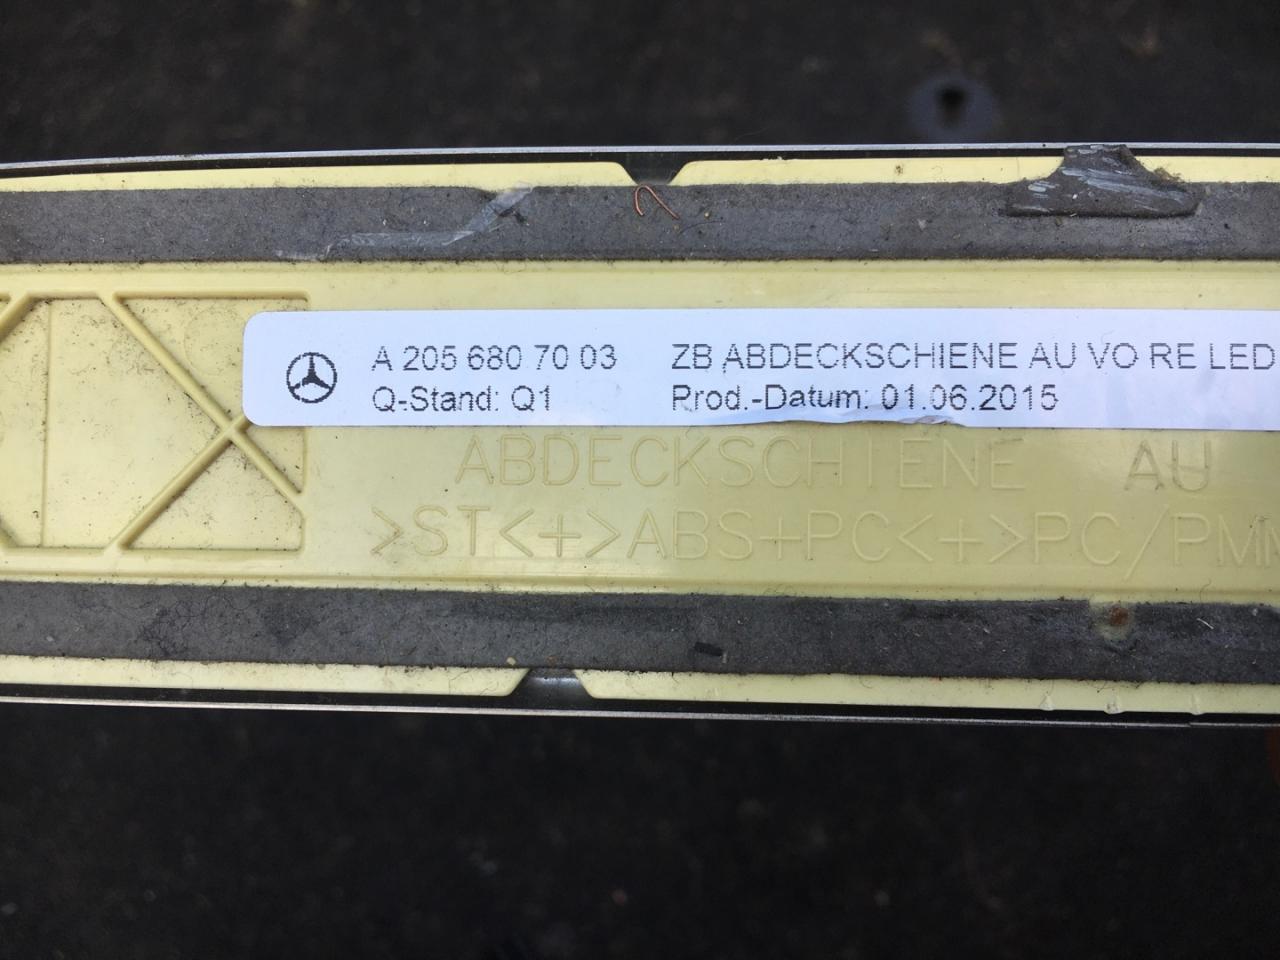 A 205 680 70 03 ZB ABDECKSCHIENE AU VO RE LED
Q-Stand: Q1 Prod.-Datum: 01.06.2015
ABDECKSCHIENE AU
>ST<+>ABS+PC<+>PC/PMM